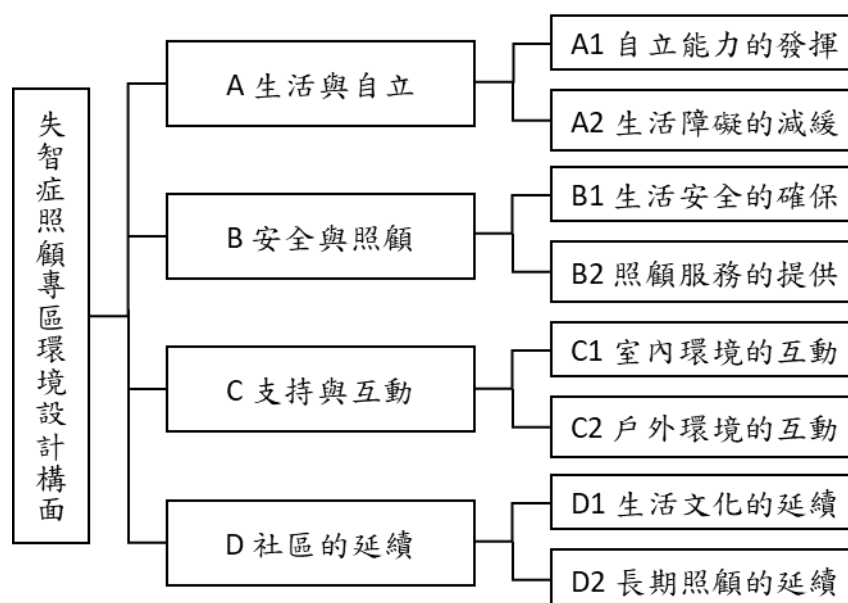 失智症照顧專區環境設計構面
A 生活與自立
A1 自立能力的發揮
A2 生活障礙的減緩
B 安全與照顧
B1 生活安全的確保
B2 照顧服務的提供
C 支持與互動
C1 室內環境的互動
C2 戶外環境的互動
D 社區的延續
D1 生活文化的延續
D2 長期照顧的延續